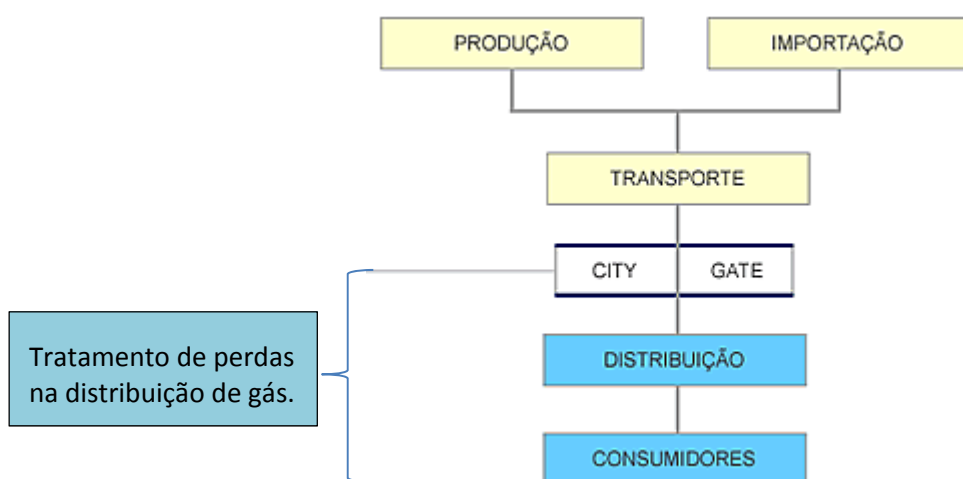 PRODUÇÃO
IMPORTAÇÃO
TRANSPORTE
CITY GATE
Tratamento de perdas
na distribuição de gás.
DISTRIBUIÇÃO
CONSUMIDORES